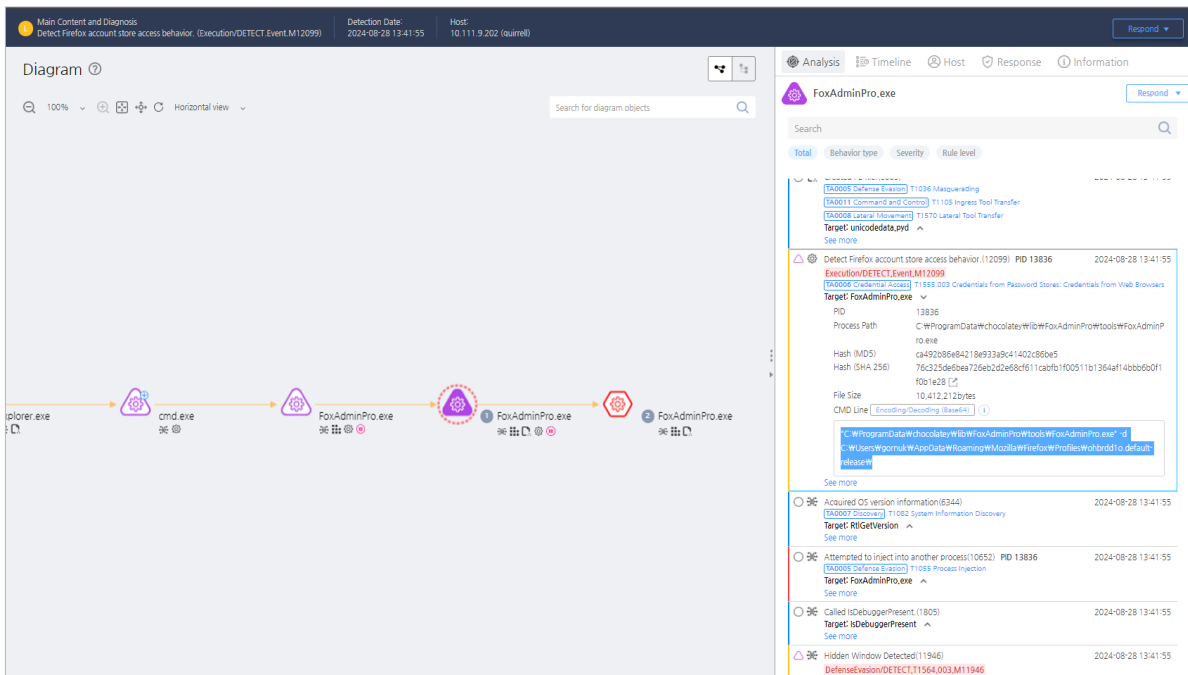 L
Main Content and Diagnosis
Detect Firefox account store access behavior. (Execution/DETECT.Event.M12099)
Detection Date:
2024-08-28 13:41:55
Host:
10.111.9.202 (quirrell)
Respond
Diagram
100%
Horizontal view
Search for diagram objects
plorer.exe
cmd.exe
FoxAdminPro.exe
1 FoxAdminPro.exe
2 FoxAdminPro.exe
Analysis
Timeline
Host
Response
Information
FoxAdminPro.exe
Respond
Search
Total
Behavior type
Severity
Rule level
TA0005 Defense Evasion T1036 Masquerading
TA0011 Command and Control T1105 Ingress Tool Transfer
TA0008 Lateral Movement T1570 Lateral Tool Transfer
Target: unicodedata.pyd
See more
Detect Firefox account store access behavior.(12099) PID 13836 2024-08-28 13:41:55
Execution/DETECT.Event.M12099
TA0006 Credential Access T1555.003 Credentials from Password Stores: Credentials from Web Browsers
Target: FoxAdminPro.exe
PID 13836
Process Path C:₩ProgramData₩chocolatey₩lib₩FoxAdminPro₩tools₩FoxAdminP
ro.exe
Hash (MD5) ca492b86e84218e933a9c41402c86be5
Hash (SHA 256) 76c325de6bea726eb2d2e68cf611cabfb1f00511b1364af14bbb6b0f1
f0b1e28
File Size 10,412,212bytes
CMD Line Encoding/Decoding (Base64)
"C:₩ProgramData₩chocolatey₩lib₩FoxAdminPro₩tools₩FoxAdminPro.exe" -d
C:₩Users₩gornuk₩AppData₩Roaming₩Mozilla₩Firefox₩Profiles₩ohbrdd1o.default-
release₩
See more
Acquired OS version information(6344) 2024-08-28 13:41:55
TA0007 Discovery T1082 System Information Discovery
Target: RtlGetVersion
See more
Attempted to inject into another process(10652) PID 13836 2024-08-28 13:41:55
TA0005 Defense Evasion T1055 Process Injection
Target: FoxAdminPro.exe
See more
Called IsDebuggerPresent.(1805) 2024-08-28 13:41:55
Target: IsDebuggerPresent
See more
Hidden Window Detected(11946) 2024-08-28 13:41:55
DefenseEvasion/DETECT.T1564.003.M11946